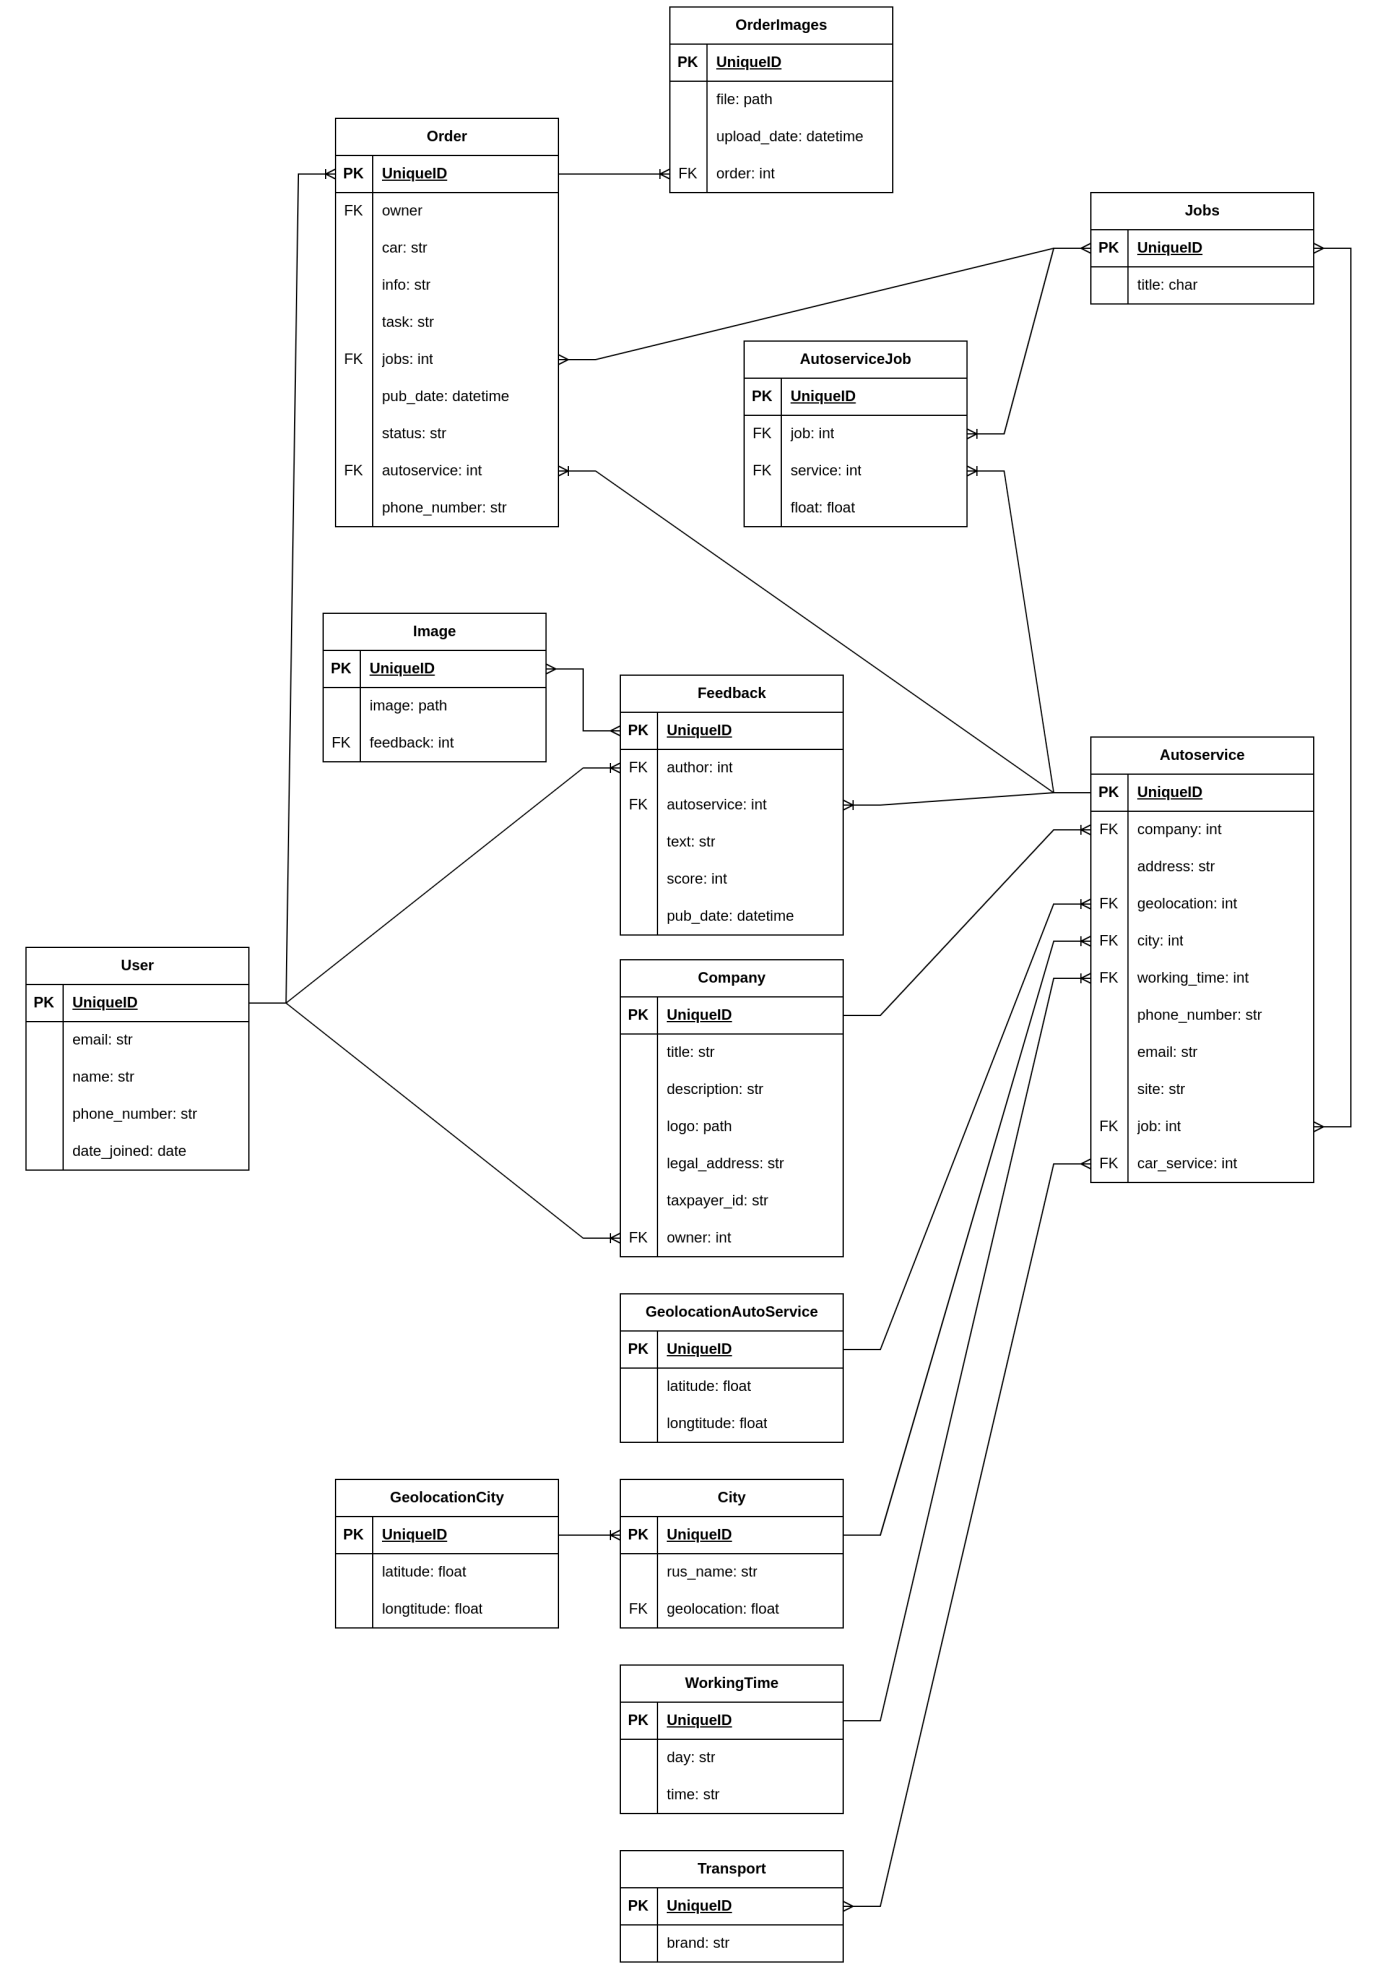 OrderImages
PK UniqueID
file: path
upload_date: datetime
FK order: int
Order
PK UniqueID
FK owner
car: str
info: str
task: str
FK jobs: int
pub_date: datetime
status: str
FK autoservice: int
phone_number: str
Jobs
PK UniqueID
title: char
AutoserviceJob
PK UniqueID
FK job: int
FK service: int
float: float
Image
PK UniqueID
image: path
FK feedback: int
Feedback
PK UniqueID
FK author: int
FK autoservice: int
text: str
score: int
pub_date: datetime
Autoservice
PK UniqueID
FK company: int
address: str
FK geolocation: int
FK city: int
FK working_time: int
phone_number: str
email: str
site: str
FK job: int
FK car_service: int
User
PK UniqueID
email: str
name: str
phone_number: str
date_joined: date
Company
PK UniqueID
title: str
description: str
logo: path
legal_address: str
taxpayer_id: str
FK owner: int
GeolocationAutoService
PK UniqueID
latitude: float
longtitude: float
GeolocationCity
PK UniqueID
latitude: float
longtitude: float
City
PK UniqueID
rus_name: str
FK geolocation: float
WorkingTime
PK UniqueID
day: str
time: str
Transport
PK UniqueID
brand: str